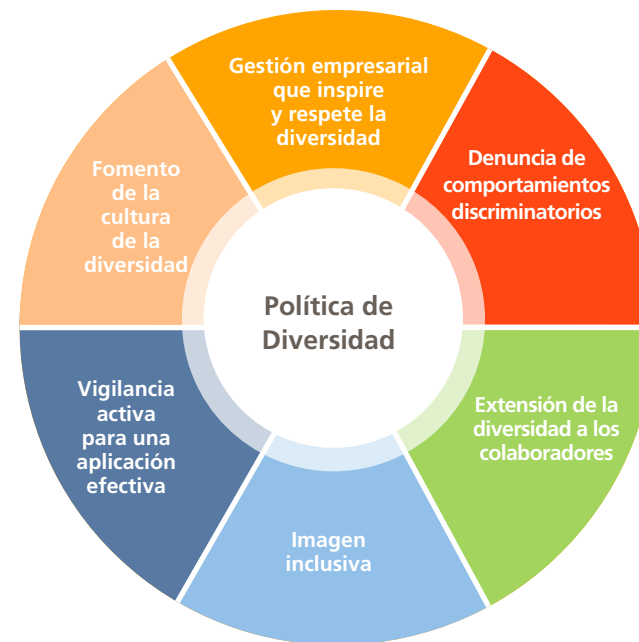 Gestión empresarial
que inspire
y respete la
diversidad
Denuncia de
comportamientos
discriminatorios
Extensión de la
diversidad a los
colaboradores
Imagen
inclusiva
Vigilancia
activa
para una
aplicación
efectiva
Fomento
de la
cultura
de la
diversidad
Política de
Diversidad